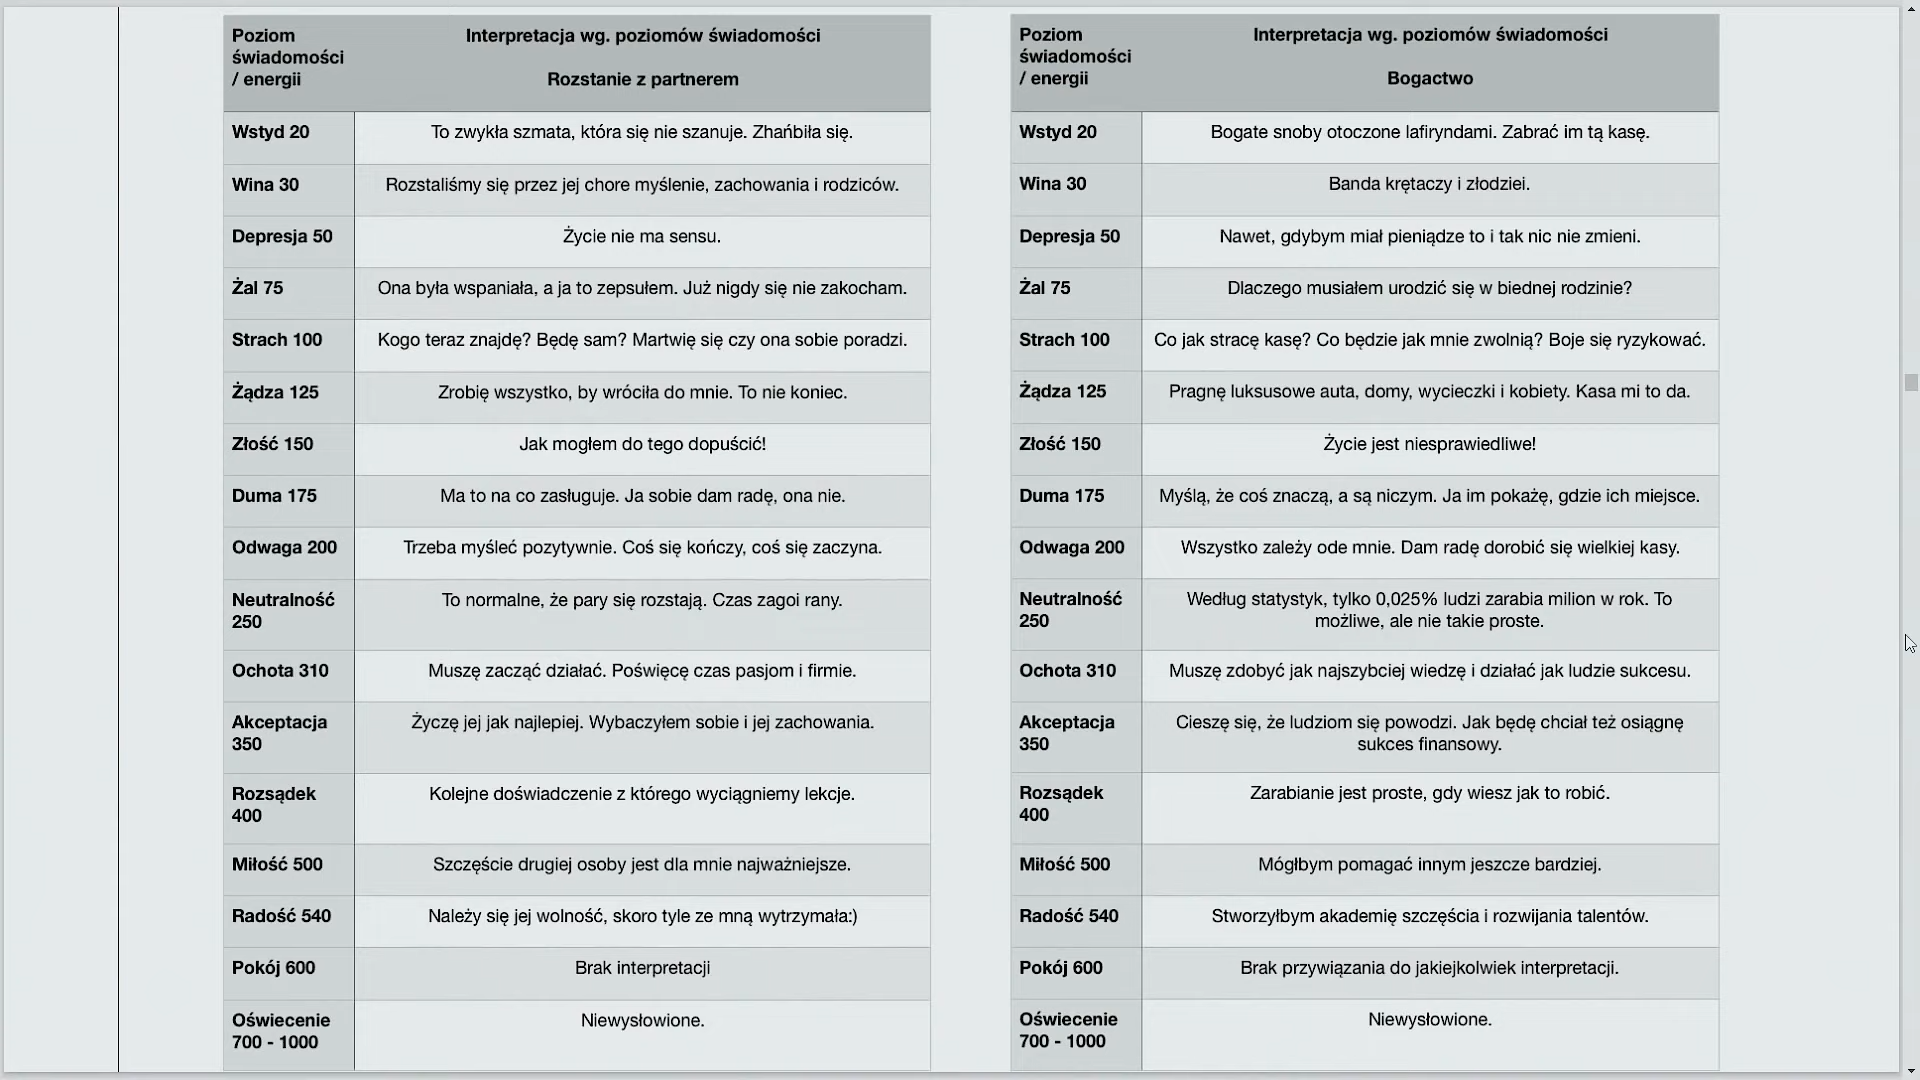 Poziom
świadomości
/ energii
Interpretacja wg. poziomów świadomości
Rozstanie z partnerem
Wstyd 20
To zwykła szmata, która się nie szanuje. Zhańbiła się.
Wina 30
Rozstaliśmy się przez jej chore myślenie, zachowania i rodziców.
Depresja 50
Życie nie ma sensu.
Żal 75
Ona była wspaniała, a ja to zepsułem. Już nigdy się nie zakocham.
Strach 100
Kogo teraz znajdę? Będę sam? Martwię się czy ona sobie poradzi.
Żądza 125
Zrobię wszystko, by wróciła do mnie. To nie koniec.
Złość 150
Jak mogłem do tego dopuścić!
Duma 175
Ma to na co zasługuje. Ja sobie dam radę, ona nie.
Odwaga 200
Trzeba myśleć pozytywnie. Coś się kończy, coś się zaczyna.
Neutralność
250
To normalne, że pary się rozstają. Czas zagoi rany.
Ochota 310
Muszę zacząć działać. Poświęcę czas pasjom i firmie.
Akceptacja
350
Życzę jej jak najlepiej. Wybaczyłem sobie i jej zachowania.
Rozsądek
400
Kolejne doświadczenie z którego wyciągniemy lekcje.
Miłość 500
Szczęście drugiej osoby jest dla mnie najważniejsze.
Radość 540
Należy się jej wolność, skoro tyle ze mną wytrzymała:)
Pokój 600
Brak interpretacji
Oświecenie
700 - 1000
Niewysłowione.
Poziom
świadomości
/ energii
Interpretacja wg. poziomów świadomości
Bogactwo
Wstyd 20
Bogate snoby otoczone lafiryndami. Zabrać im tą kasę.
Wina 30
Banda krętaczy i złodziei.
Depresja 50
Nawet, gdybym miał pieniądze to i tak nic nie zmieni.
Żal 75
Dlaczego musiałem urodzić się w biednej rodzinie?
Strach 100
Co jak stracę kasę? Co będzie jak mnie zwolnią? Boje się ryzykować.
Żądza 125
Pragnę luksusowe auta, domy, wycieczki i kobiety. Kasa mi to da.
Złość 150
Życie jest niesprawiedliwe!
Duma 175
Myślą, że coś znaczą, a są niczym. Ja im pokażę, gdzie ich miejsce.
Odwaga 200
Wszystko zależy ode mnie. Dam radę dorobić się wielkiej kasy.
Neutralność
250
Według statystyk, tylko 0,025% ludzi zarabia milion w rok. To
możliwe, ale nie takie proste.
Ochota 310
Muszę zdobyć jak najszybciej wiedzę i działać jak ludzie sukcesu.
Akceptacja
350
Cieszę się, że ludziom się powodzi. Jak będę chciał też osiągnę
sukces finansowy.
Rozsądek
400
Zarabianie jest proste, gdy wiesz jak to robić.
Miłość 500
Mógłbym pomagać innym jeszcze bardziej.
Radość 540
Stworzyłbym akademię szczęścia i rozwijania talentów.
Pokój 600
Brak przywiązania do jakiejkolwiek interpretacji.
Oświecenie
700 - 1000
Niewysłowione.